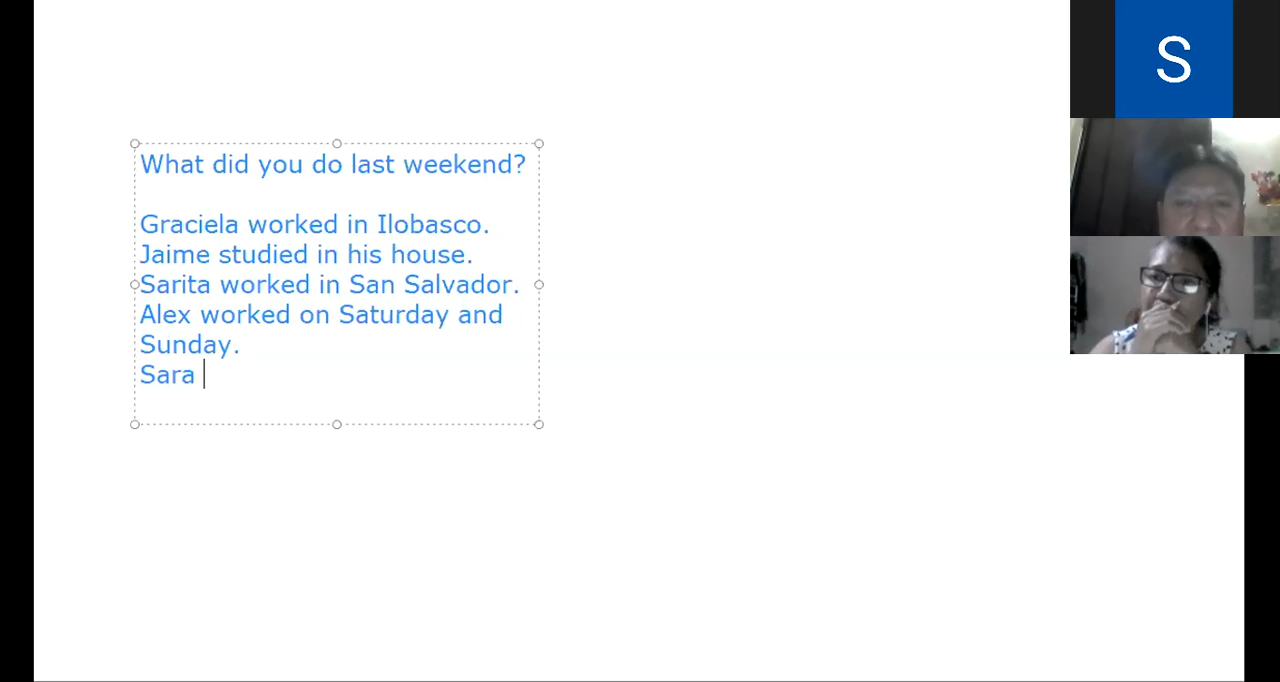 What did you do last weekend?
Graciela worked in Ilobasco.
Jaime studied in his house.
Sarita worked in San Salvador.
Alex worked on Saturday and
Sunday.
Sara
S